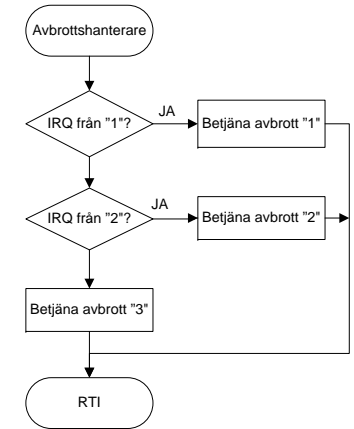 Avbrottshanterare
IRQ från "1"?
JA
Betjäna avbrott "1"
IRQ från "2"?
JA
Betjäna avbrott "2"
Betjäna avbrott "3"
RTI